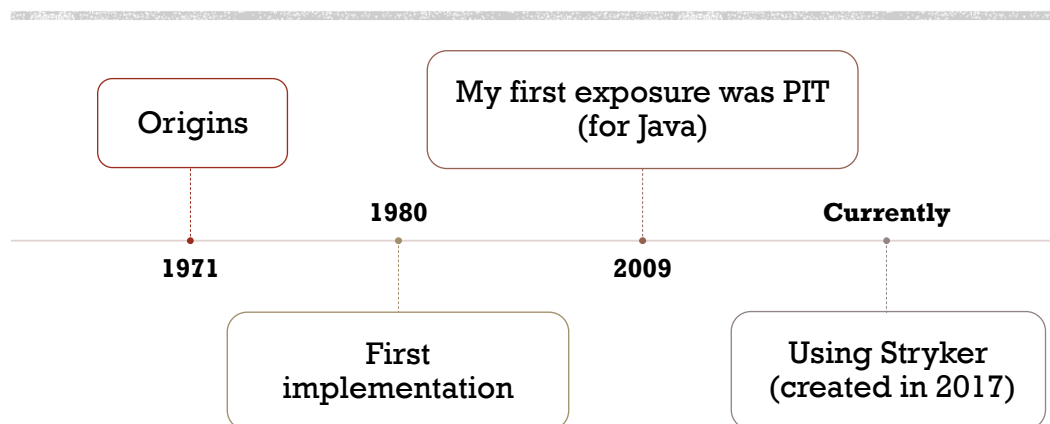 Origins
1971
1980
First
implementation
My first exposure was PIT
(for Java)
2009
Currently
Using Stryker
(created in 2017)